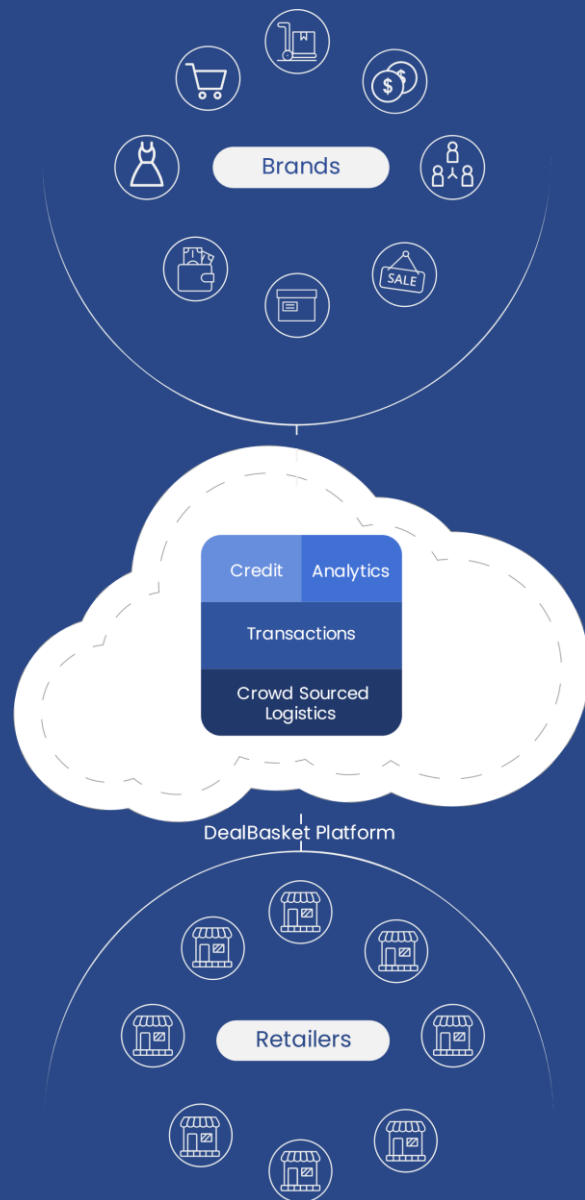 $ $
Brands
SALE
Credit Analytics
Transactions
Crowd Sourced
Logistics
DealBasket Platform
Retailers